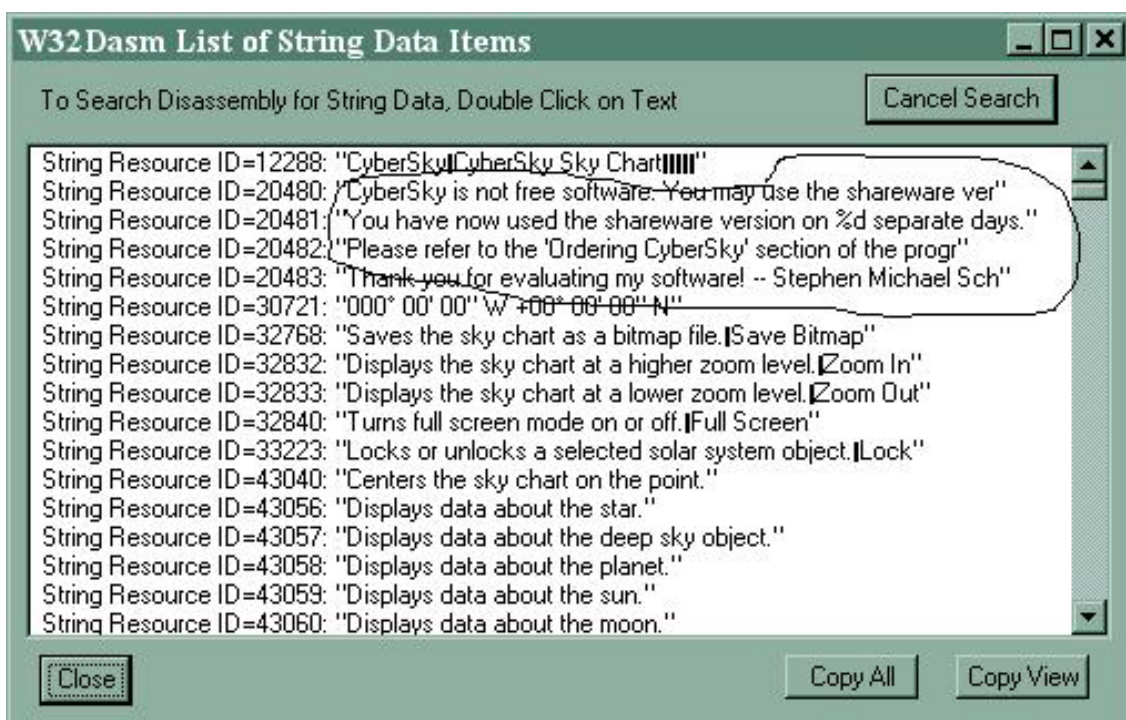 W32Dasm List of String Data Items
To Search Disassembly for String Data, Double Click on Text
Cancel Search
String Resource ID=12288: "CyberSky|CyberSky Sky Chart|||||"
String Resource ID=20480: "CyberSky is not free software. You may use the shareware ver"
String Resource ID=20481: "You have now used the shareware version on %d separate days."
String Resource ID=20482: "Please refer to the 'Ordering CyberSky' section of the progr"
String Resource ID=20483: "Thank you for evaluating my software! -- Stephen Michael Sch"
String Resource ID=30721: "000° 00' 00" W +00° 00' 00" N"
String Resource ID=32768: "Saves the sky chart as a bitmap file.|Save Bitmap"
String Resource ID=32832: "Displays the sky chart at a higher zoom level.|Zoom In"
String Resource ID=32833: "Displays the sky chart at a lower zoom level.|Zoom Out"
String Resource ID=32840: "Turns full screen mode on or off.|Full Screen"
String Resource ID=33223: "Locks or unlocks a selected solar system object.|Lock"
String Resource ID=43040: "Centers the sky chart on the point."
String Resource ID=43056: "Displays data about the star."
String Resource ID=43057: "Displays data about the deep sky object."
String Resource ID=43058: "Displays data about the planet."
String Resource ID=43059: "Displays data about the sun."
String Resource ID=43060: "Displays data about the moon."
Close
Copy All
Copy View